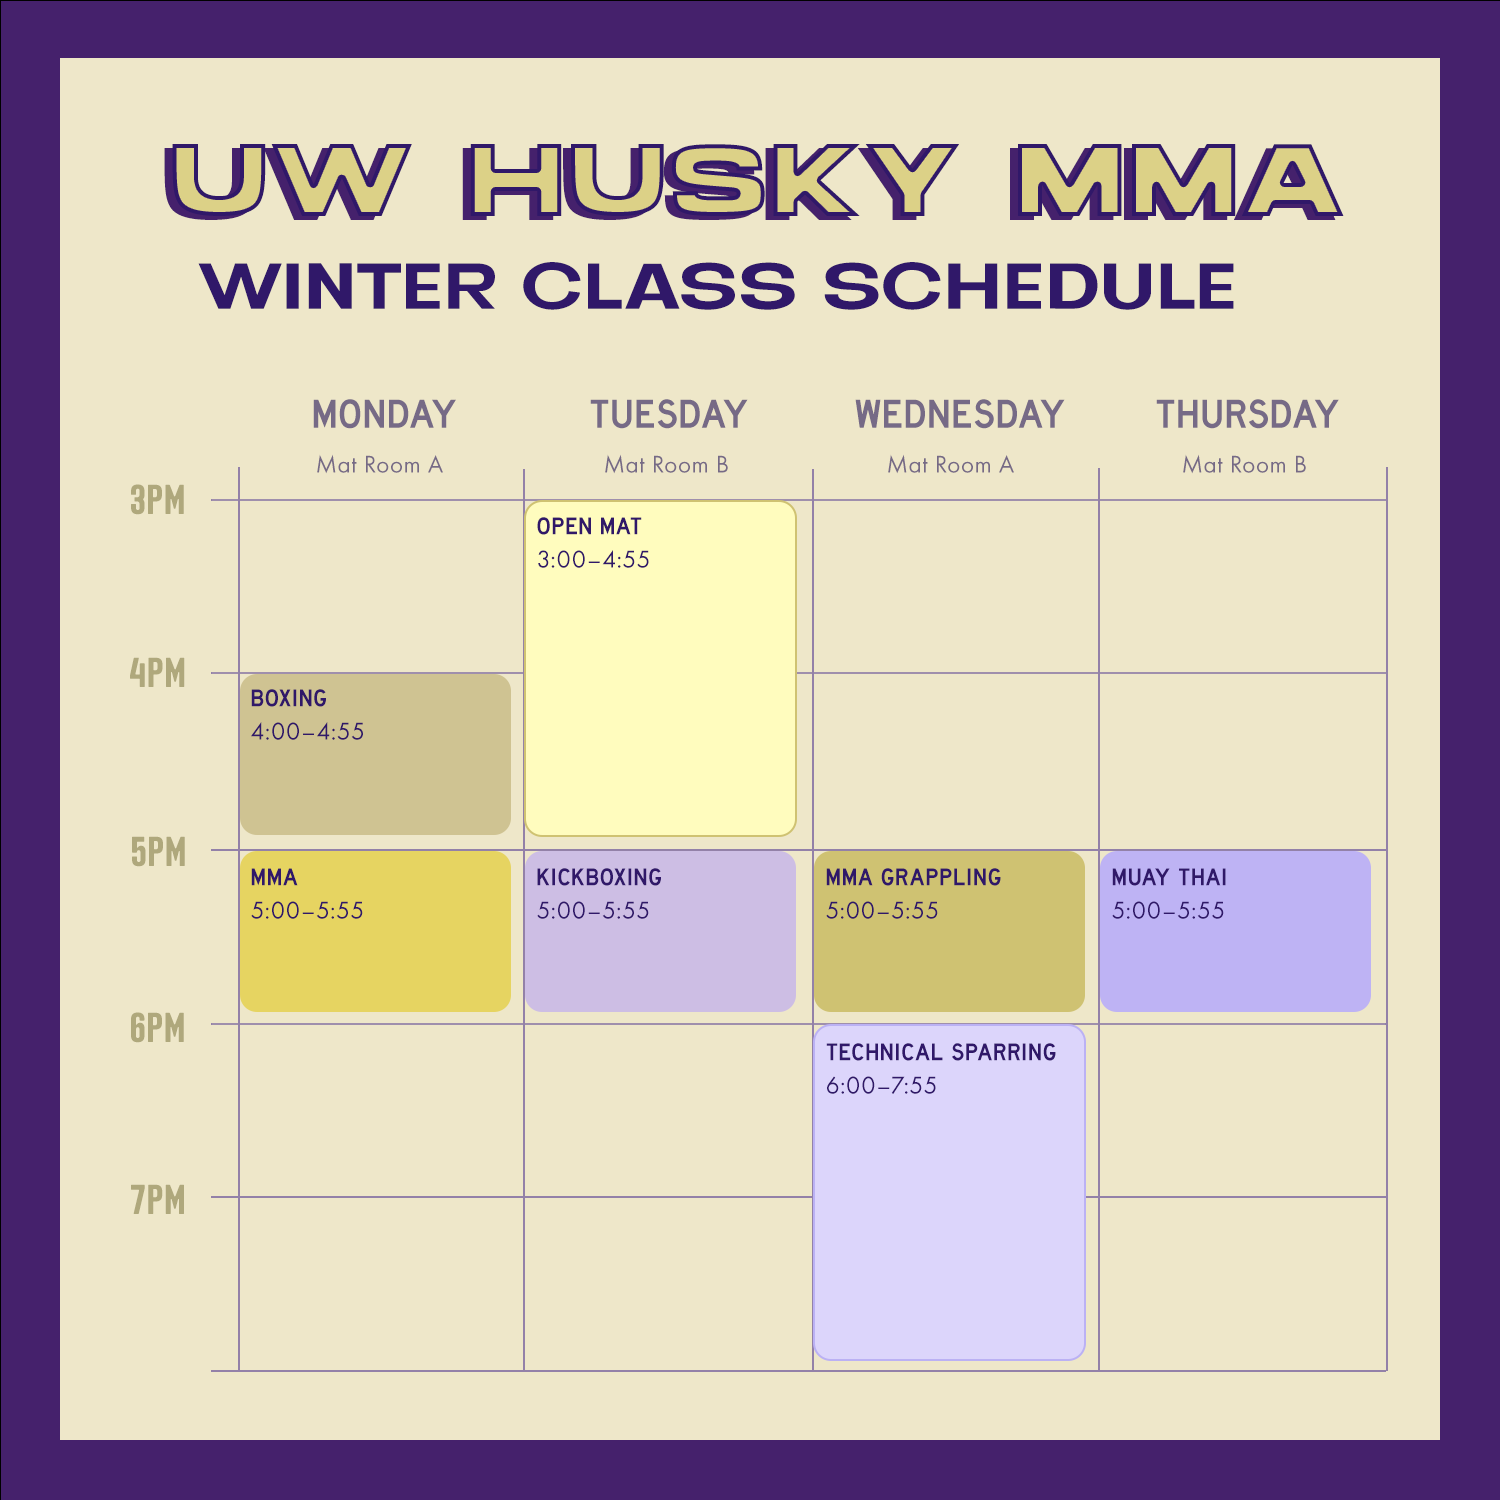 UW HUSKY MMA
WINTER CLASS SCHEDULE
MONDAY TUESDAY WEDNESDAY THURSDAY
Mat Room A Mat Room B Mat Room A Mat Room B
3PM
OPEN MAT
3:00–4:55
4PM
BOXING
4:00–4:55
5PM
MMA
5:00–5:55
KICKBOXING
5:00–5:55
MMA GRAPPLING
5:00–5:55
MUAY THAI
5:00–5:55
6PM
TECHNICAL SPARRING
6:00–7:55
7PM